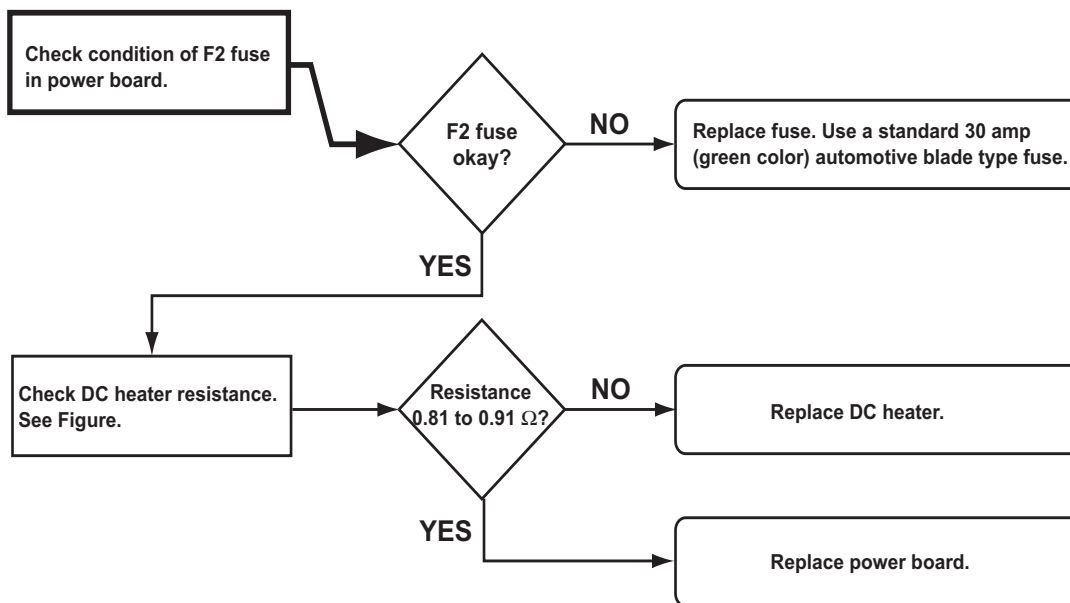 Check condition of F2 fuse
in power board.
F2 fuse
okay?
NO
Replace fuse. Use a standard 30 amp
(green color) automotive blade type fuse.
YES
Check DC heater resistance.
See Figure.
Resistance
0.81 to 0.91 Ω?
NO
Replace DC heater.
YES
Replace power board.